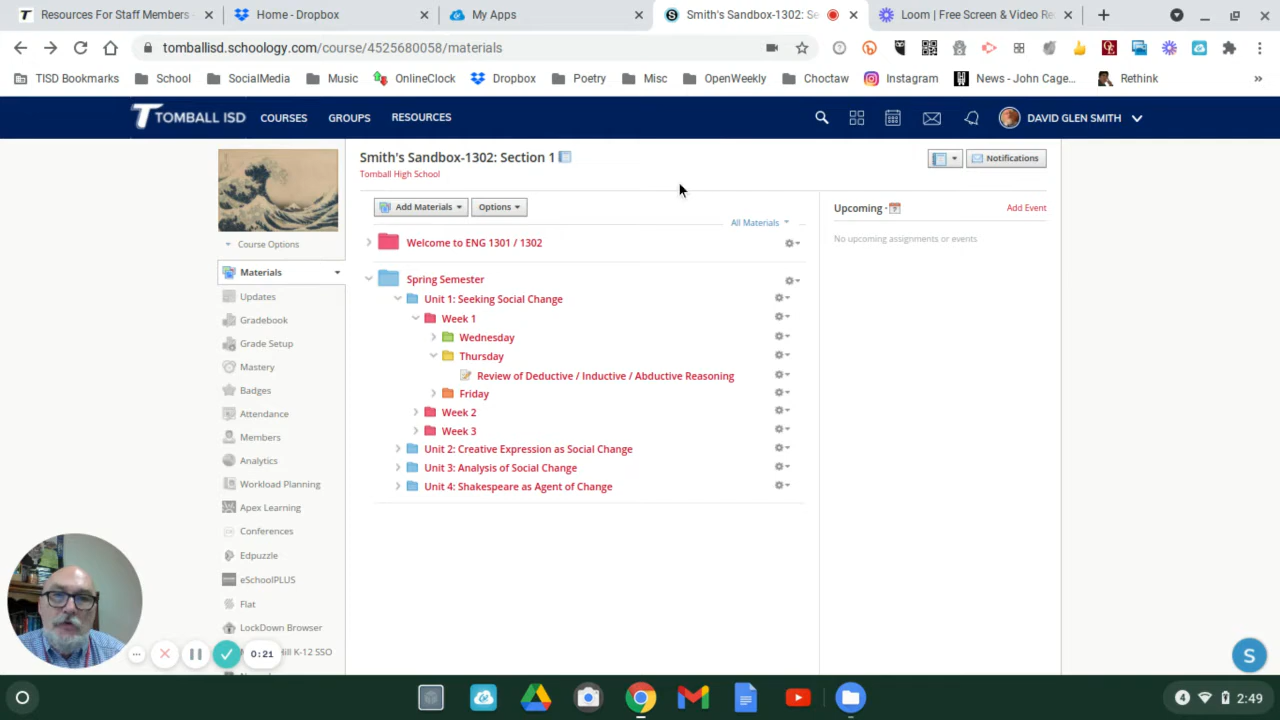 Resources For Staff Members -
Home - Dropbox
My Apps
Smith's Sandbox-1302: Se
Loom | Free Screen & Video Re
tomballisd.schoology.com/course/4525680058/materials
TISD Bookmarks
School
SocialMedia
Music
OnlineClock
Dropbox
Poetry
Misc
OpenWeekly
Choctaw
Instagram
News - John Cage...
Rethink
TOMBALL ISD
COURSES
GROUPS
RESOURCES
DAVID GLEN SMITH
Smith's Sandbox-1302: Section 1
Tomball High School
Notifications
Course Options
Materials
Updates
Gradebook
Grade Setup
Mastery
Badges
Attendance
Members
Analytics
Workload Planning
Apex Learning
Conferences
Edpuzzle
eSchoolPLUS
Flat
LockDown Browser
Hill K-12 SSO
Add Materials
Options
All Materials
Welcome to ENG 1301 / 1302
Spring Semester
Unit 1: Seeking Social Change
Week 1
Wednesday
Thursday
Review of Deductive / Inductive / Abductive Reasoning
Friday
Week 2
Week 3
Unit 2: Creative Expression as Social Change
Unit 3: Analysis of Social Change
Unit 4: Shakespeare as Agent of Change
Upcoming ·
Add Event
No upcoming assignments or events
0:21
S
4
2:49